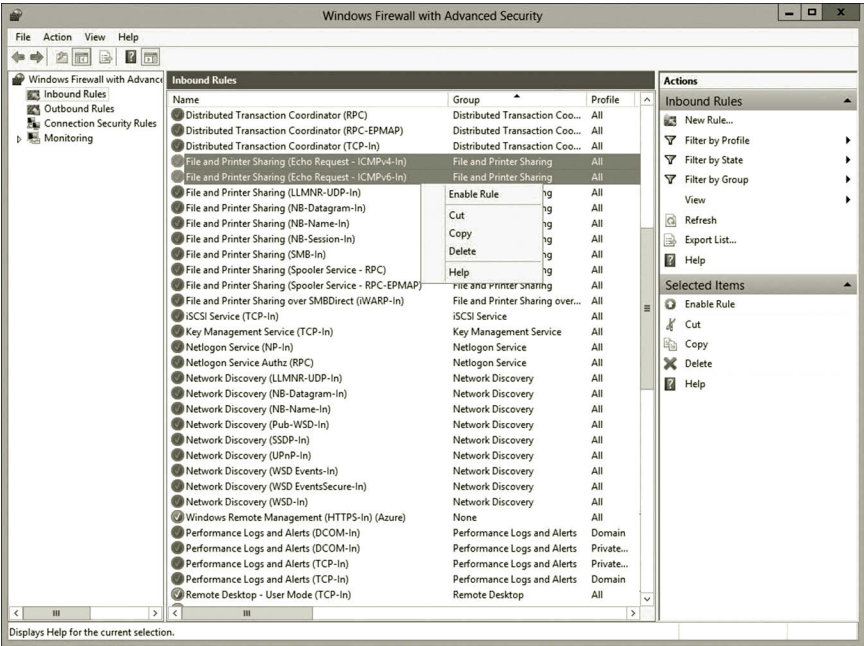 Windows Firewall with Advanced Security
File Action View Help
Windows Firewall with Advance
Inbound Rules
Outbound Rules
Connection Security Rules
Monitoring
Inbound Rules
Name Group Profile
Distributed Transaction Coordinator (RPC) Distributed Transaction Coo... All
Distributed Transaction Coordinator (RPC-EPMAP) Distributed Transaction Coo... All
Distributed Transaction Coordinator (TCP-In) Distributed Transaction Coo... All
File and Printer Sharing (Echo Request - ICMPv4-In) File and Printer Sharing All
File and Printer Sharing (Echo Request - ICMPv6-In) File and Printer Sharing All
File and Printer Sharing (LLMNR-UDP-In) ng All
File and Printer Sharing (NB-Datagram-In) ng All
File and Printer Sharing (NB-Name-In) ng All
File and Printer Sharing (NB-Session-In) ng All
File and Printer Sharing (SMB-In) ng All
File and Printer Sharing (Spooler Service - RPC) ng All
File and Printer Sharing (Spooler Service - RPC-EPMAP) File and Printer Sharing All
File and Printer Sharing over SMBDirect (iWARP-In) File and Printer Sharing over... All
iSCSI Service (TCP-In) iSCSI Service All
Key Management Service (TCP-In) Key Management Service All
Netlogon Service (NP-In) Netlogon Service All
Netlogon Service Authz (RPC) Netlogon Service All
Network Discovery (LLMNR-UDP-In) Network Discovery All
Network Discovery (NB-Datagram-In) Network Discovery All
Network Discovery (NB-Name-In) Network Discovery All
Network Discovery (Pub-WSD-In) Network Discovery All
Network Discovery (SSDP-In) Network Discovery All
Network Discovery (UPnP-In) Network Discovery All
Network Discovery (WSD Events-In) Network Discovery All
Network Discovery (WSD EventsSecure-In) Network Discovery All
Network Discovery (WSD-In) Network Discovery All
Windows Remote Management (HTTPS-In) (Azure) None All
Performance Logs and Alerts (DCOM-In) Performance Logs and Alerts Domain
Performance Logs and Alerts (DCOM-In) Performance Logs and Alerts Private...
Performance Logs and Alerts (TCP-In) Performance Logs and Alerts Private...
Performance Logs and Alerts (TCP-In) Performance Logs and Alerts Domain
Remote Desktop - User Mode (TCP-In) Remote Desktop All
Enable Rule
Cut
Copy
Delete
Help
Actions
Inbound Rules
New Rule...
Filter by Profile
Filter by State
Filter by Group
View
Refresh
Export List...
Help
Selected Items
Enable Rule
Cut
Copy
Delete
Help
Displays Help for the current selection.